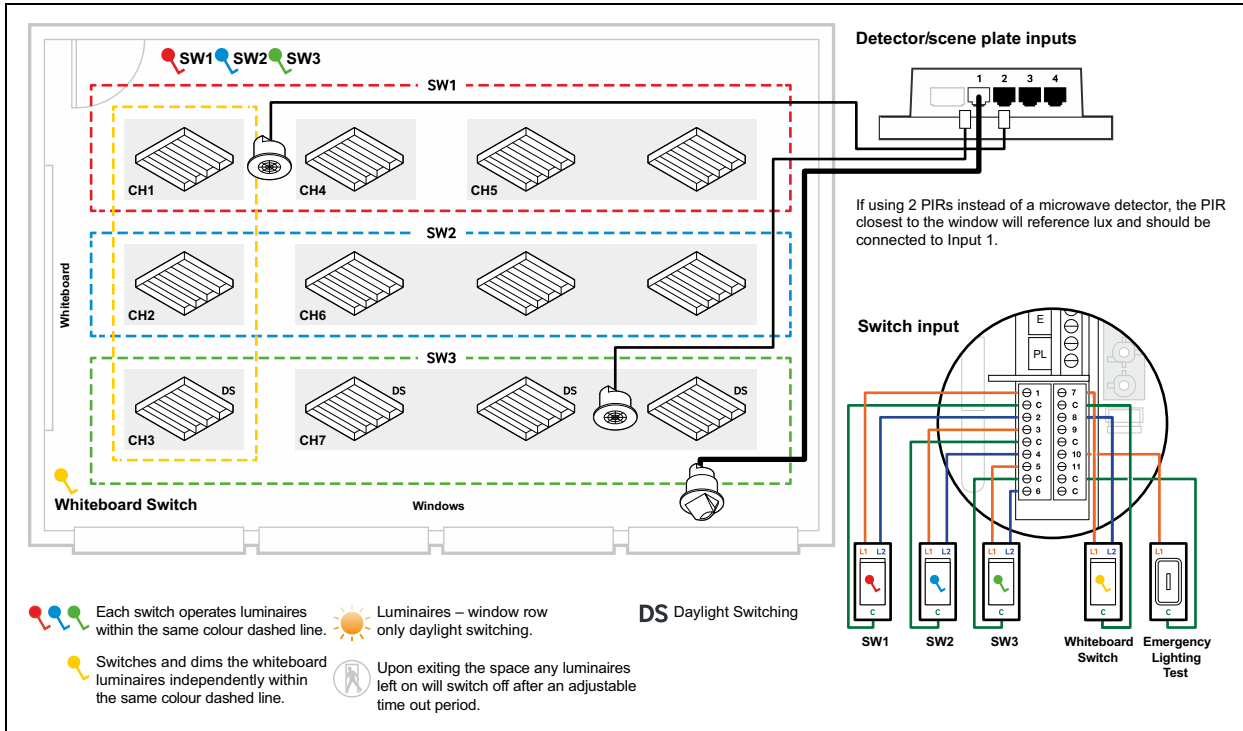 SW1 SW2 SW3
SW1
CH1
CH4
CH5
SW2
CH2
CH6
SW3
DS
DS
DS
DS
CH3
CH7
Whiteboard
Whiteboard Switch
Windows
Detector/scene plate inputs
1 2 3 4
If using 2 PIRs instead of a microwave detector, the PIR
closest to the window will reference lux and should be
connected to Input 1.
Switch input
E
PL
1 7
C C
2 8
3 9
C C
4 10
5 11
C C
6 C
L1 L2
L1 L2
L1 L2
L1 L2
L1
C
C
C
C
C
SW1
SW2
SW3
Whiteboard
Switch
Emergency
Lighting
Test
Each switch operates luminaires
within the same colour dashed line.
Switches and dims the whiteboard
luminaires independently within
the same colour dashed line.
Luminaires – window row
only daylight switching.
Upon exiting the space any luminaires
left on will switch off after an adjustable
time out period.
DS Daylight Switching